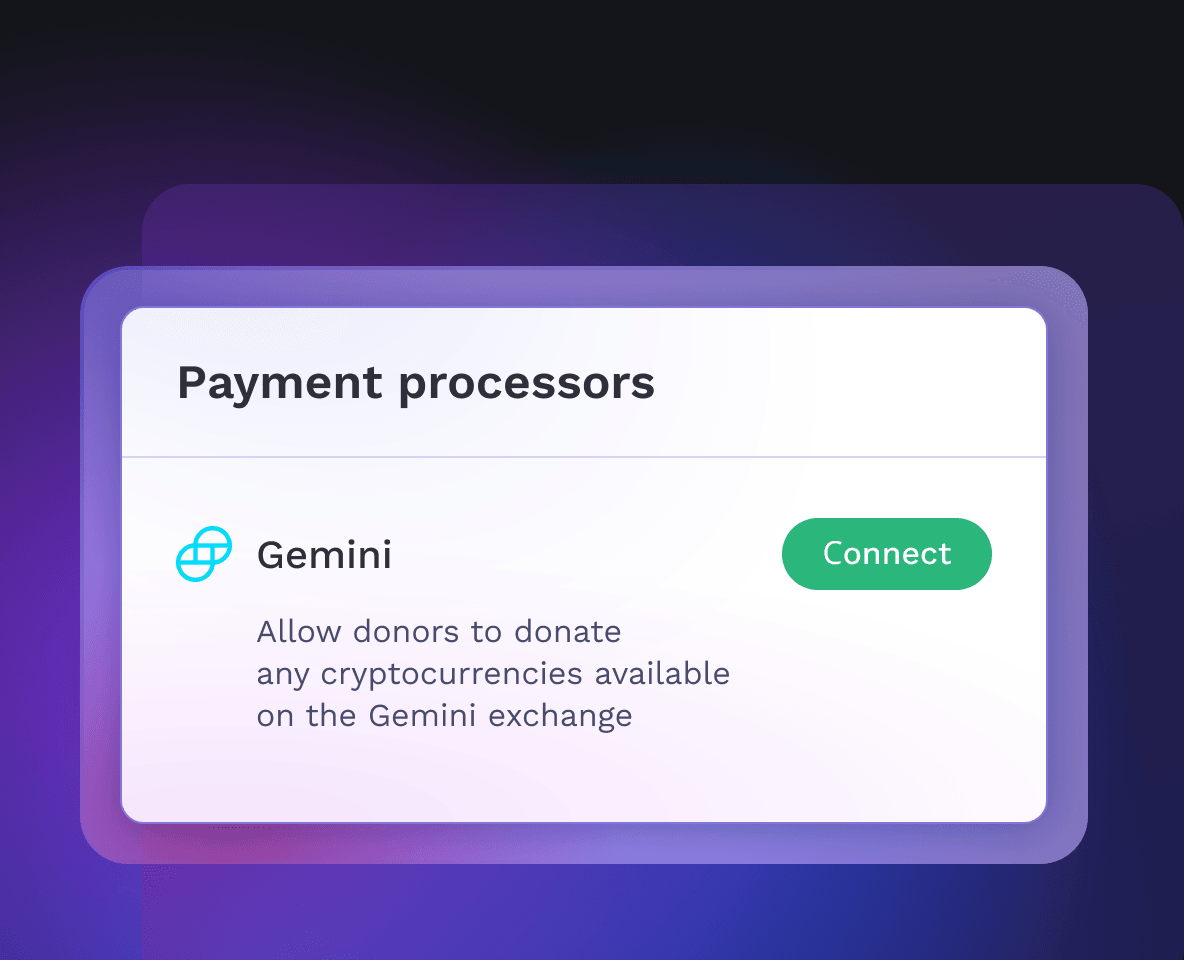 Payment processors
Gemini
Connect
Allow donors to donate
any cryptocurrencies available
on the Gemini exchange